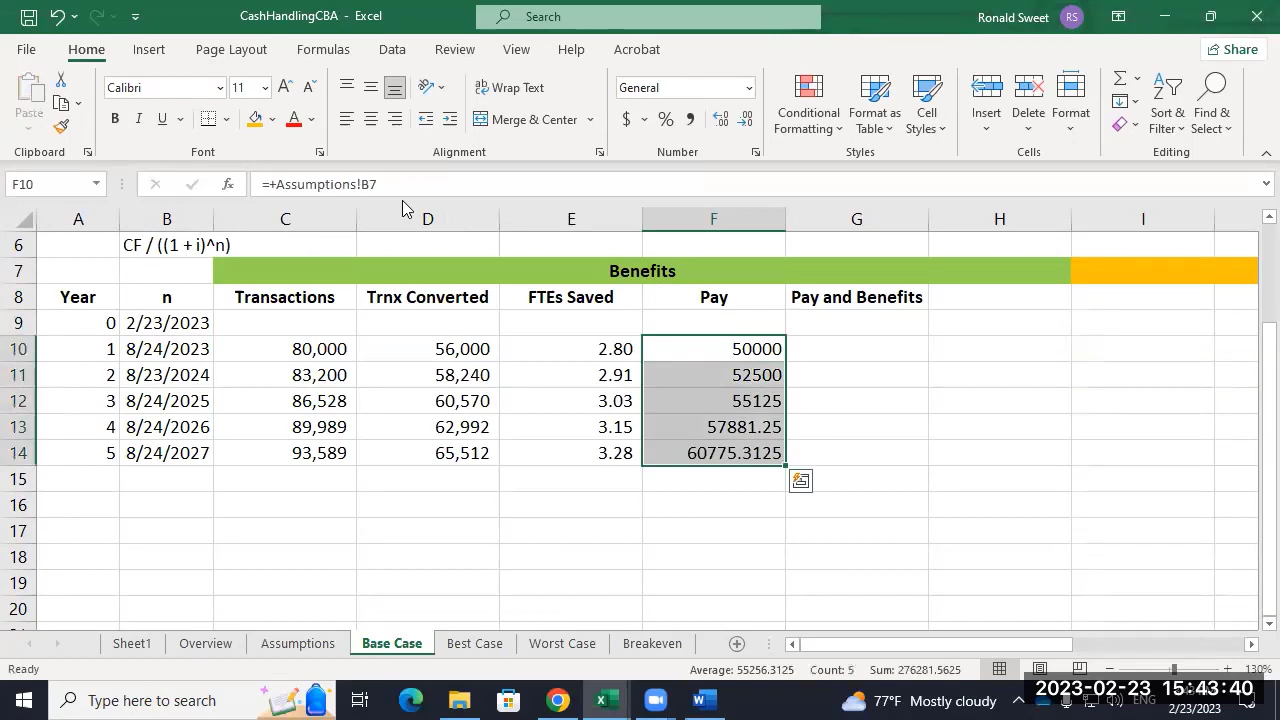 CashHandlingCBA - Excel
Search
Ronald Sweet
RS
File
Home
Insert
Page Layout
Formulas
Data
Review
View
Help
Acrobat
Share
Paste
Calibri
11
Wrap Text
General
Conditional Formatting
Format as Table
Cell Styles
Insert
Delete
Format
Sort & Filter
Find & Select
B I U
Merge & Center
$ % 9
Clipboard
Font
Alignment
Number
Styles
Cells
Editing
F10
fx
=+Assumptions!B7
A B C D E F G H I
6 CF / ((1 + i)^n)
7 Benefits
8 Year n Transactions Trnx Converted FTEs Saved Pay Pay and Benefits
9 0 2/23/2023
10 1 8/24/2023 80,000 56,000 2.80 50000
11 2 8/23/2024 83,200 58,240 2.91 52500
12 3 8/24/2025 86,528 60,570 3.03 55125
13 4 8/24/2026 89,989 62,992 3.15 57881.25
14 5 8/24/2027 93,589 65,512 3.28 60775.3125
15
16
17
18
19
20
Sheet1 Overview Assumptions Base Case Best Case Worst Case Breakeven
Ready
Average: 55256.3125 Count: 5 Sum: 276281.5625
130%
Type here to search
77°F Mostly cloudy
ENG
2023-02-23 15:43:40
2/23/2023